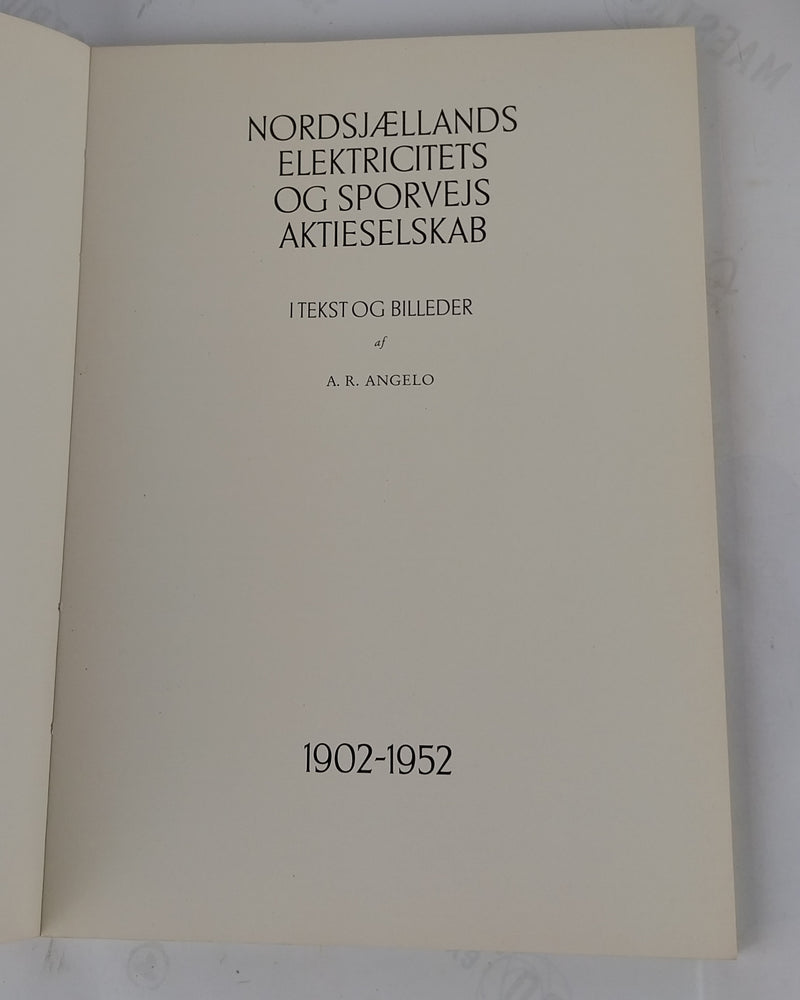 NORDSJÆLLANDS
ELEKTRICITETS
OG SPORVEJS
AKTIESELSKAB
I TEKST OG BILLEDER
af
A. R. ANGELO
1902-1952